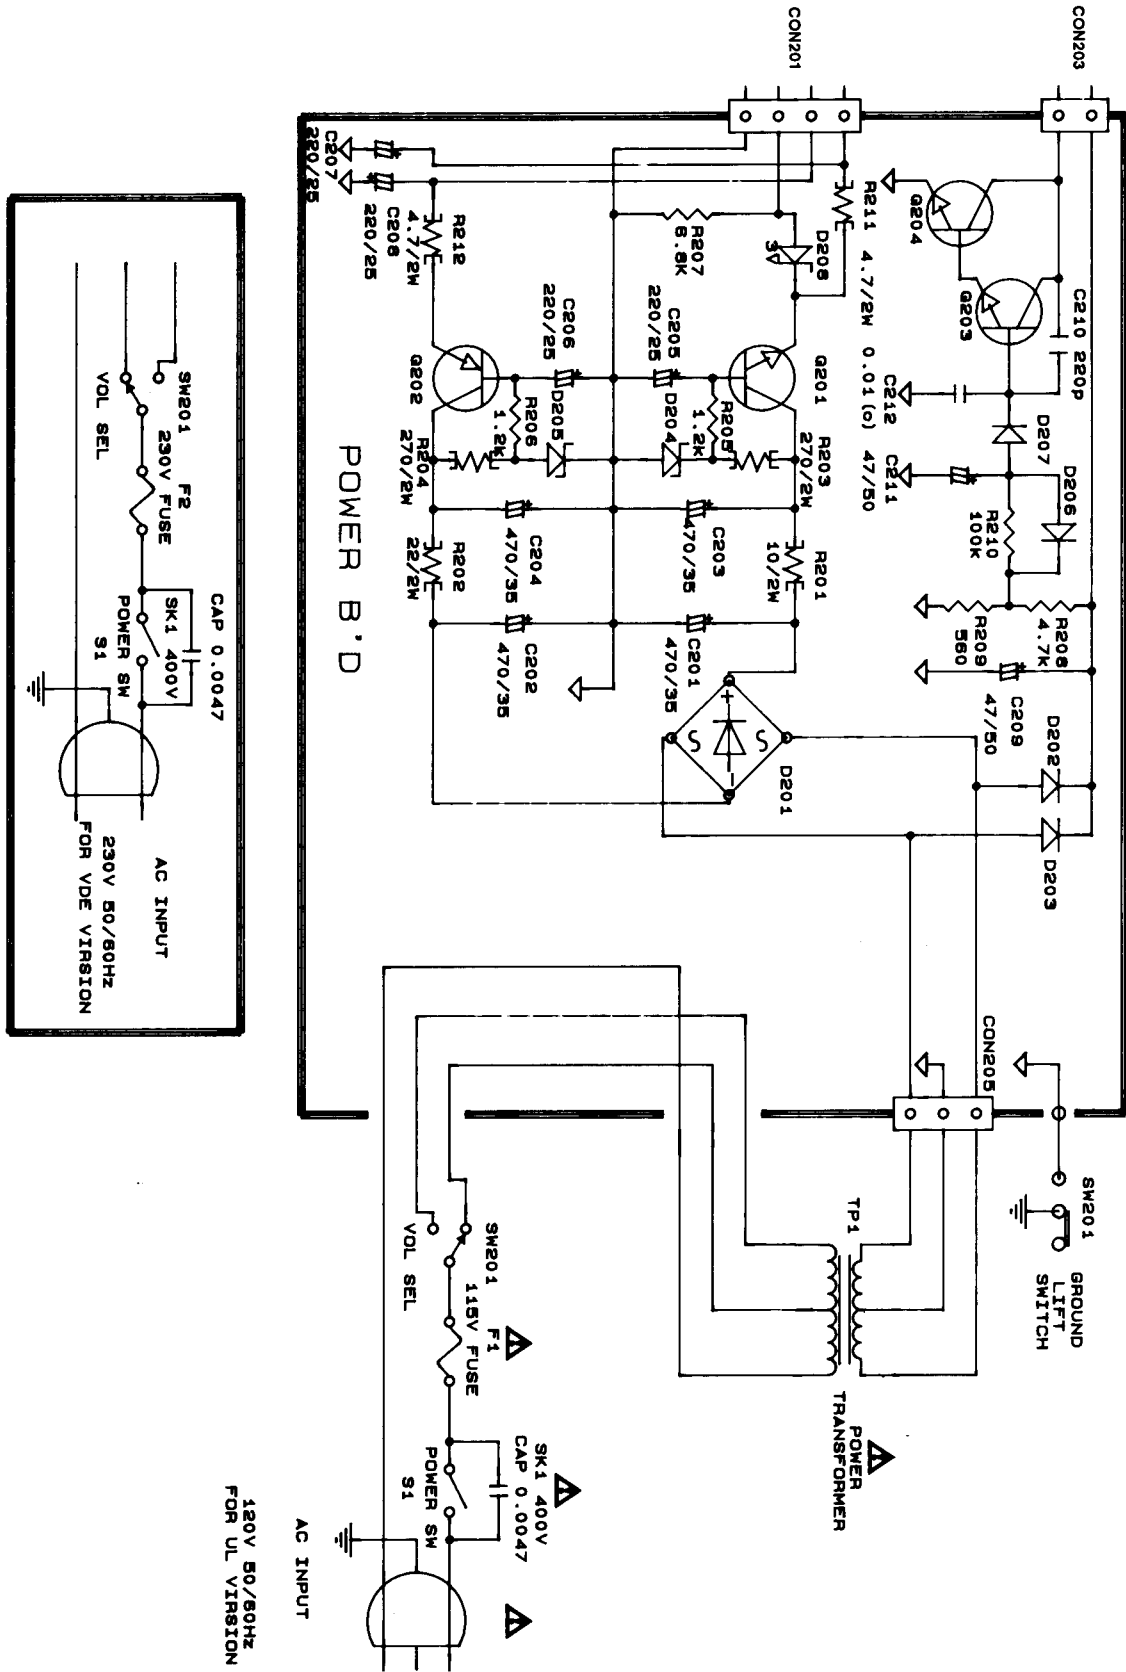 CON201
CON203
C207
220/25
C208
220/25
R212
4.7/2W
R207
6.8K
D208
3V
R211 4.7/2W
Q204
Q203
C210 220p
C212
0.01(c)
C211
47/50
D207
D206
R210
100k
R208
4.7K
R209
560
C209
47/50
D202
D203
C206
220/25
C205
220/25
Q202
Q201
D205
D204
R206
1.2K
R205
1.2K
R204
270/2W
R203
270/2W
C204
470/35
C203
470/35
R202
22/2W
R201
10/2W
C202
470/35
C201
470/35
+
-
S
S
D201
POWER B'D
CON205
SW201
GROUND
LIFT
SWITCH
TP1
POWER
TRANSFORMER
SW201
VOL SEL
F1
115V FUSE
SK1 400V
CAP 0.0047
POWER SW
S1
AC INPUT
120V 50/60Hz
FOR UL VIRSION
SW201
VOL SEL
F2
230V FUSE
CAP 0.0047
SK1 400V
POWER SW
S1
AC INPUT
230V 50/60Hz
FOR VDE VIRSION